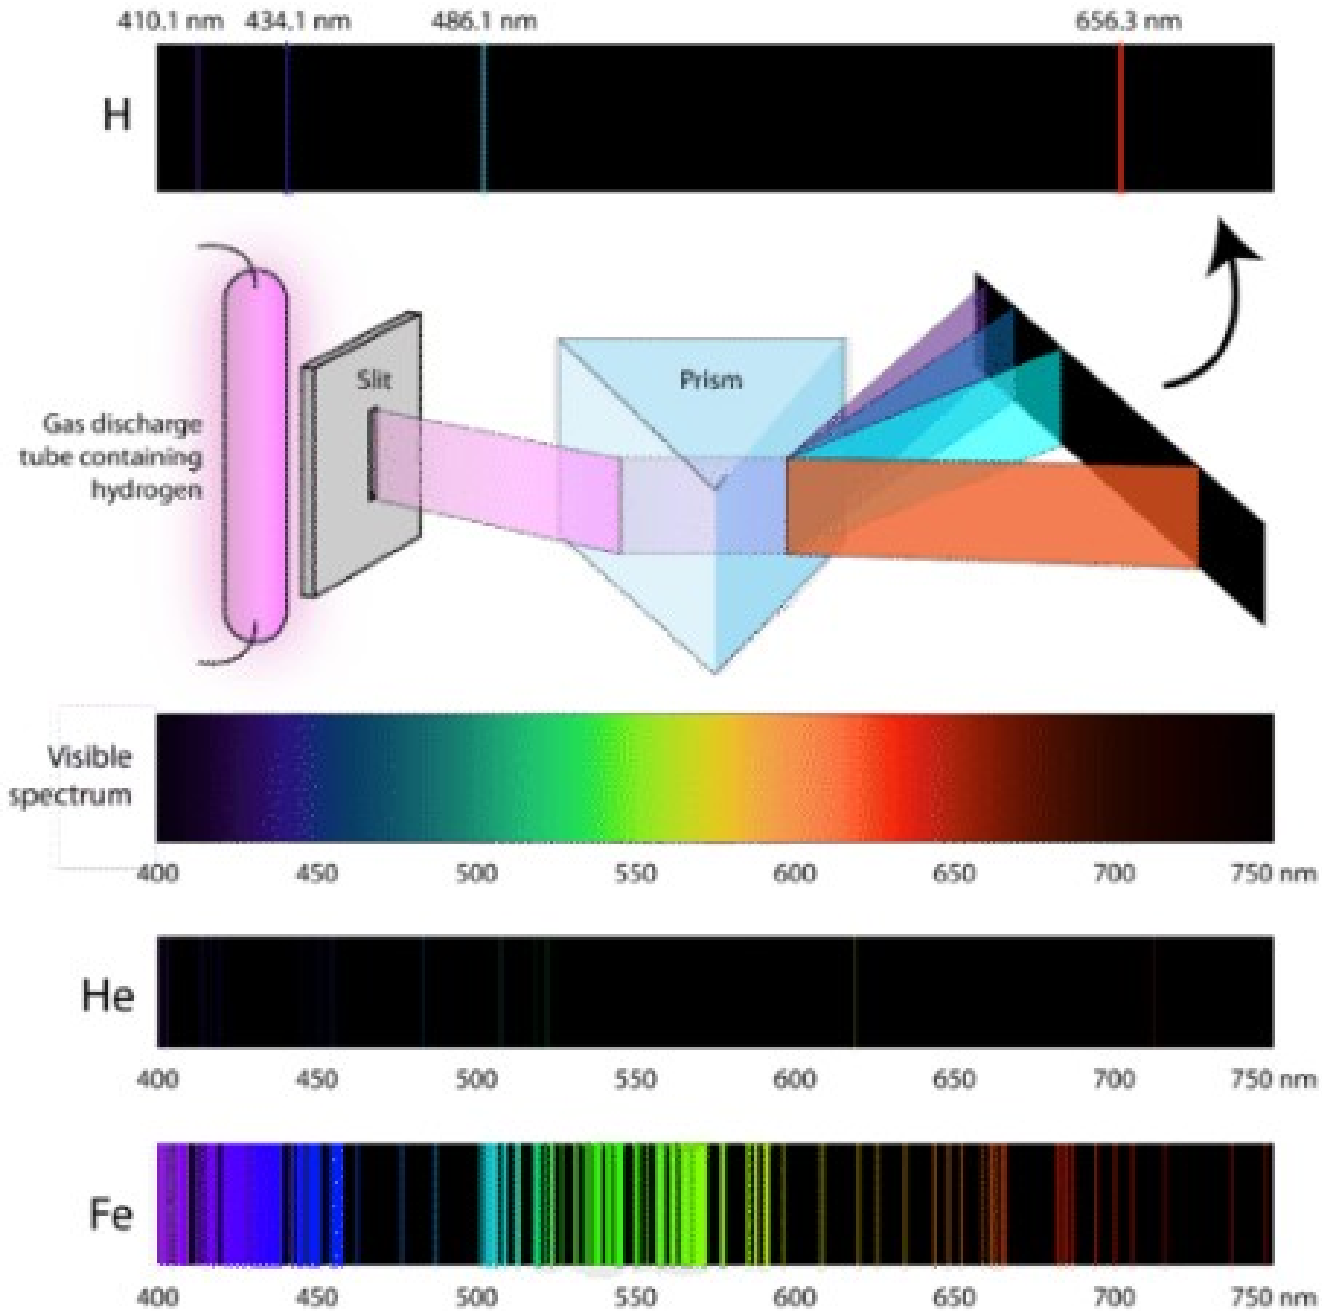 410.1 nm 434.1 nm 486.1 nm 656.3 nm
H
Slit
Prism
Gas discharge
tube containing
hydrogen
Visible
spectrum
400 450 500 550 600 650 700 750 nm
He
400 450 500 550 600 650 700 750 nm
Fe
400 450 500 550 600 650 700 750 nm